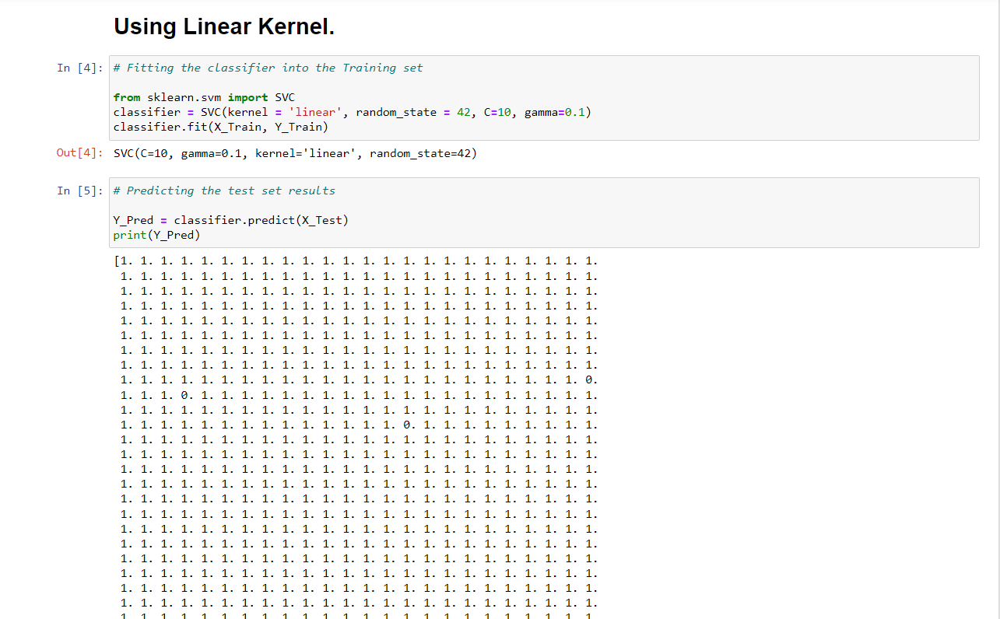 Using Linear Kernel.
In [4]: # Fitting the classifier into the Training set
from sklearn.svm import SVC
classifier = SVC(kernel = 'linear', random_state = 42, C=10, gamma=0.1)
classifier.fit(X_Train, Y_Train)
Out[4]: SVC(C=10, gamma=0.1, kernel='linear', random_state=42)
In [5]: # Predicting the test set results
Y_Pred = classifier.predict(X_Test)
print(Y_Pred)
[1. 1. 1. 1. 1. 1. 1. 1. 1. 1. 1. 1. 1. 1. 1. 1. 1. 1. 1. 1. 1. 1. 1. 1.
1. 1. 1. 1. 1. 1. 1. 1. 1. 1. 1. 1. 1. 1. 1. 1. 1. 1. 1. 1. 1. 1. 1. 1.
1. 1. 1. 1. 1. 1. 1. 1. 1. 1. 1. 1. 1. 1. 1. 1. 1. 1. 1. 1. 1. 1. 1. 1.
1. 1. 1. 1. 1. 1. 1. 1. 1. 1. 1. 1. 1. 1. 1. 1. 1. 1. 1. 1. 1. 1. 1. 1.
1. 1. 1. 1. 1. 1. 1. 1. 1. 1. 1. 1. 1. 1. 1. 1. 1. 1. 1. 1. 1. 1. 1. 1.
1. 1. 1. 1. 1. 1. 1. 1. 1. 1. 1. 1. 1. 1. 1. 1. 1. 1. 1. 1. 1. 1. 1. 1.
1. 1. 1. 1. 1. 1. 1. 1. 1. 1. 1. 1. 1. 1. 1. 1. 1. 1. 1. 1. 1. 1. 1. 1.
1. 1. 1. 1. 1. 1. 1. 1. 1. 1. 1. 1. 1. 1. 1. 1. 1. 1. 1. 1. 1. 1. 1. 1.
1. 1. 1. 1. 1. 1. 1. 1. 1. 1. 1. 1. 1. 1. 1. 1. 1. 1. 1. 1. 1. 1. 1. 0.
1. 1. 1. 0. 1. 1. 1. 1. 1. 1. 1. 1. 1. 1. 1. 1. 1. 1. 1. 1. 1. 1. 1. 1.
1. 1. 1. 1. 1. 1. 1. 1. 1. 1. 1. 1. 1. 1. 1. 1. 1. 1. 1. 1. 1. 1. 1. 1.
1. 1. 1. 1. 1. 1. 1. 1. 1. 1. 1. 1. 1. 1. 0. 1. 1. 1. 1. 1. 1. 1. 1. 1.
1. 1. 1. 1. 1. 1. 1. 1. 1. 1. 1. 1. 1. 1. 1. 1. 1. 1. 1. 1. 1. 1. 1. 1.
1. 1. 1. 1. 1. 1. 1. 1. 1. 1. 1. 1. 1. 1. 1. 1. 1. 1. 1. 1. 1. 1. 1. 1.
1. 1. 1. 1. 1. 1. 1. 1. 1. 1. 1. 1. 1. 1. 1. 1. 1. 1. 1. 1. 1. 1. 1. 1.
1. 1. 1. 1. 1. 1. 1. 1. 1. 1. 1. 1. 1. 1. 1. 1. 1. 1. 1. 1. 1. 1. 1. 1.
1. 1. 1. 1. 1. 1. 1. 1. 1. 1. 1. 1. 1. 1. 1. 1. 1. 1. 1. 1. 1. 1. 1. 1.
1. 1. 1. 1. 1. 1. 1. 1. 1. 1. 1. 1. 1. 1. 1. 1. 1. 1. 1. 1. 1. 1. 1. 1.
1. 1. 1. 1. 1. 1. 1. 1. 1. 1. 1. 1. 1. 1. 1. 1. 1. 1. 1. 1. 1. 1. 1. 1.
1. 1. 1. 1. 1. 1. 1. 1. 1. 1. 1. 1. 1. 1. 1. 1. 1. 1. 1. 1. 1. 1. 1. 1.
1. 1. 1. 1. 1. 1. 1. 1. 1. 1. 1. 1. 1. 1. 1. 1. 1. 1. 1. 1. 1. 1. 1. 1.
1. 1. 1. 1. 1. 1. 1. 1. 1. 1. 1. 1. 1. 1. 1. 1. 1. 1. 1. 1. 1. 1. 1. 1.
1. 1. 1. 1. 1. 1. 1. 1. 1. 1. 1. 1. 1. 1. 1. 1. 1. 1. 1. 1. 1. 1. 1. 1.
1. 1. 1. 1. 1. 1. 1. 1. 1. 1. 1. 1. 1. 1. 1. 1. 1. 1. 1. 1. 1. 1. 1. 1.